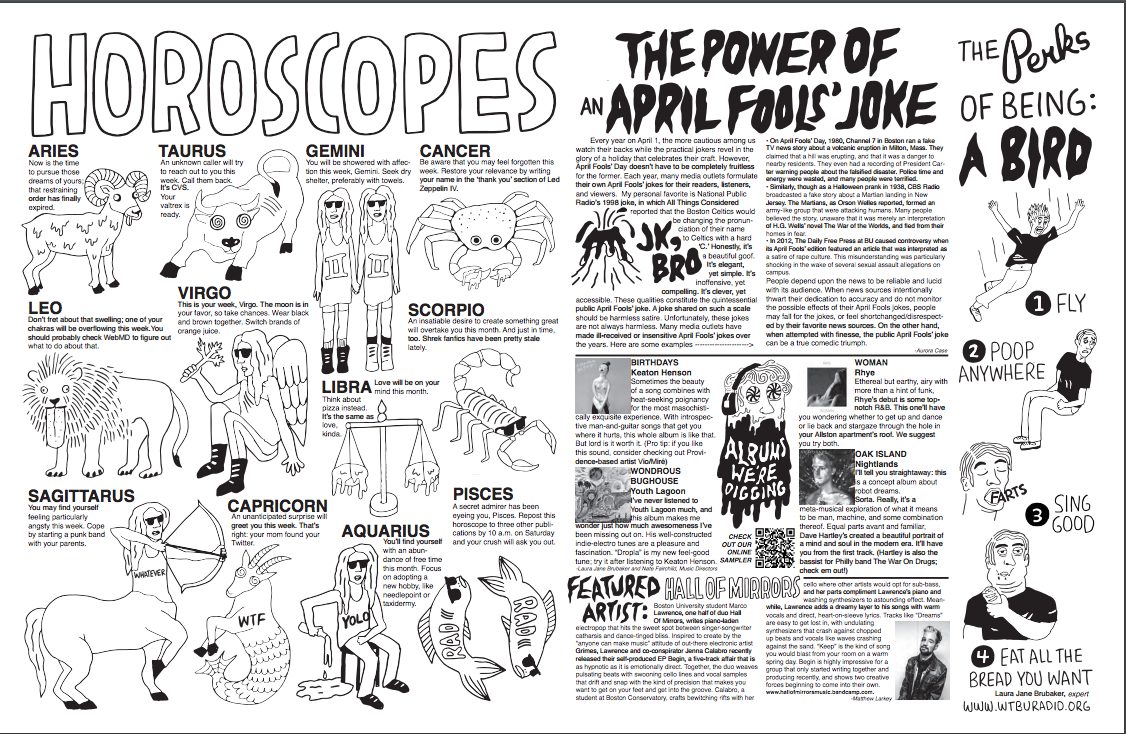 HOROSCOPES
ARIES
Now is the time
to pursue those
dreams of yours;
that restraining
order has finally
expired.
TAURUS
An unknown caller will try
to reach out to you this
week. Call them back.
It's CVS.
Your
valtrex is
ready.
GEMINI
You will be showered with affec-
tion this week, Gemini. Seek dry
shelter, preferably with towels.
CANCER
Be aware that you may feel forgotten this
week. Restore your relevance by writing
your name in the 'thank you' section of Led
Zeppelin IV.
LEO
Don't fret about that swelling; one of your
chakras will be overflowing this week.You
should probably check WebMD to figure out
what to do about that.
VIRGO
This is your week, Virgo. The moon is in
your favor, so take chances. Wear black
and brown together. Switch brands of
orange juice.
SCORPIO
An insatiable desire to create something great
will overtake you this month. And just in time,
too. Shrek fanfics have been pretty stale
lately.
LIBRA
Love will be on your
mind this month.
Think about
pizza instead.
It's the same as
love,
kinda.
SAGITTARUS
You may find yourself
feeling particularly
angsty this week. Cope
by starting a punk band
with your parents.
WHATEVER
CAPRICORN
An unanticipated surprise will
greet you this week. That's
right: your mom found your
Twitter.
WTF
AQUARIUS
You'll find yourself
with an abun-
dance of free time
this month. Focus
on adopting a
new hobby, like
needlepoint or
taxidermy.
YOLO
PISCES
A secret admirer has been
eyeing you, Pisces. Repost this
horoscope to three other publi-
cations by 10 a.m. on Saturday
and your crush will ask you out.
RADIO
RADIO
THE POWER OF
AN APRIL FOOLS' JOKE
Every year on April 1, the more cautious among us
watch their backs while the practical jokers revel in the
glory of a holiday that celebrates their craft. However,
April Fools' Day doesn't have to be completely fruitless
for the former. Each year, many media outlets formulate
their own April Fools' jokes for their readers, listeners,
and viewers. My personal favorite is National Public
Radio's 1998 joke, in which All Things Considered
reported that the Boston Celtics would
be changing the pronun-
ciation of their name
to Celtics with a hard
'C.' Honestly, it's
a beautiful goof.
It's elegant,
yet simple. It's
inoffensive, yet
compelling. It's clever, yet
accessible. These qualities constitute the quintessential
public April Fools' joke. A joke shared on such a scale
should be harmless satire. Unfortunately, these jokes
are not always harmless. Many media outlets have
made ill-received or insensitive April Fools' jokes over
the years. Here are some examples ---------------------->
JK,
BRO
• On April Fools' Day, 1980, Channel 7 in Boston ran a fake
TV news story about a volcanic eruption in Milton, Mass. They
claimed that a hill was erupting, and that it was a danger to
nearby residents. They even had a recording of President Car-
ter warning people about the falsified disaster. Police time and
energy were wasted, and many people were terrified.
• Similarly, though as a Halloween prank in 1938, CBS Radio
broadcasted a fake story about a Martian landing in New
Jersey. The Martians, as Orson Welles reported, formed an
army-like group that were attacking humans. Many people
believed the story, unaware that it was merely an interpretation
of H.G. Wells' novel The War of the Worlds, and fled from their
homes in fear.
• In 2012, The Daily Free Press at BU caused controversy when
its April Fools' edition featured an article that was interpreted as
a satire of rape culture. This misunderstanding was particularly
shocking in the wake of several sexual assault allegations on
campus.
People depend upon the news to be reliable and lucid
with its audience. When news sources intentionally
thwart their dedication to accuracy and do not monitor
the possible effects of their April Fools jokes, people
may fall for the jokes, or feel shortchanged/disrespect-
ed by their favorite news sources. On the other hand,
when attempted with finesse, the public April Fools' joke
can be a true comedic triumph.
-Aurora Case
BIRTHDAYS
Keaton Henson
Sometimes the beauty
of a song combines with
heat-seeking poignancy
for the most masochisti-
cally exquisite experience. With introspec-
tive man-and-guitar songs that get you
where it hurts, this whole album is like that.
But lord is it worth it. (Pro tip: if you like
this sound, consider checking out Provi-
dence-based artist Vio/Miré)
WONDROUS
BUGHOUSE
Youth Lagoon
I've never listened to
Youth Lagoon much, and
this album makes me
wonder just how much awesomeness I've
been missing out on. His well-constructed
indie-electro tunes are a pleasure and
fascination. "Dropla" is my new feel-good
tune; try it after listening to Keaton Henson.
-Laura Jane Brubaker and Nate Fairchild, Music Directors
ALBUMS
WE'RE
DIGGING
CHECK
OUT OUR
ONLINE
SAMPLER
WOMAN
Rhye
Ethereal but earthy, airy with
more than a hint of funk,
Rhye's debut is some top-
notch R&B. This one'll have
you wondering whether to get up and dance
or lie back and stargaze through the hole in
your Allston apartment's roof. We suggest
you try both.
OAK ISLAND
Nightlands
I'll tell you straightaway: this
is a concept album about
robot dreams.
Sorta. Really, it's a
meta-musical exploration of what it means
to be man, machine, and some combination
thereof. Equal parts avant and familiar.
Dave Hartley's created a beautiful portrait of
a mind and soul in the modern era. It'll have
you from the first track. (Hartley is also the
bassist for Philly band The War On Drugs;
check em out!)
FEATURED
ARTIST:
HALL OF MIRRORS
Boston University student Marco
Lawrence, one half of duo Hall
Of Mirrors, writes piano-laden
electropop that hits the sweet spot between singer-songwriter
catharsis and dance-tinged bliss. Inspired to create by the
"anyone can make music" attitude of out-there electronic artist
Grimes, Lawrence and co-conspirator Jenna Calabro recently
released their self-produced EP Begin, a five-track affair that is
as hypnotic as it is emotionally direct. Together, the duo weaves
pulsating beats with swooning cello lines and vocal samples
that drift and snap with the kind of precision that makes you
want to get on your feet and get into the groove. Calabro, a
student at Boston Conservatory, crafts bewitching rifts with her
cello where other artists would opt for sub-bass,
and her parts compliment Lawrence's piano and
washing synthesizers to astounding effect. Mean-
while, Lawrence adds a dreamy layer to his songs with warm
vocals and direct, heart-on-sleeve lyrics. Tracks like "Dreams"
are easy to get lost in, with undulating
synthesizers that crash against chopped
up beats and vocals like waves crashing
against the sand. "Keep" is the kind of song
you would blast from your room on a warm
spring day. Begin is highly impressive for a
group that only started writing together and
producing recently, and shows two creative
forces beginning to come into their own.
www.hallofmirrorsmusic.bandcamp.com.
-Matthew Larkey
THE Perks
OF BEING:
A BIRD
1 FLY
2 POOP
ANYWHERE
FARTS
3 SING
GOOD
4 EAT ALL THE
BREAD YOU WANT
Laura Jane Brubaker, expert
WWW.WTBURADIO.ORG